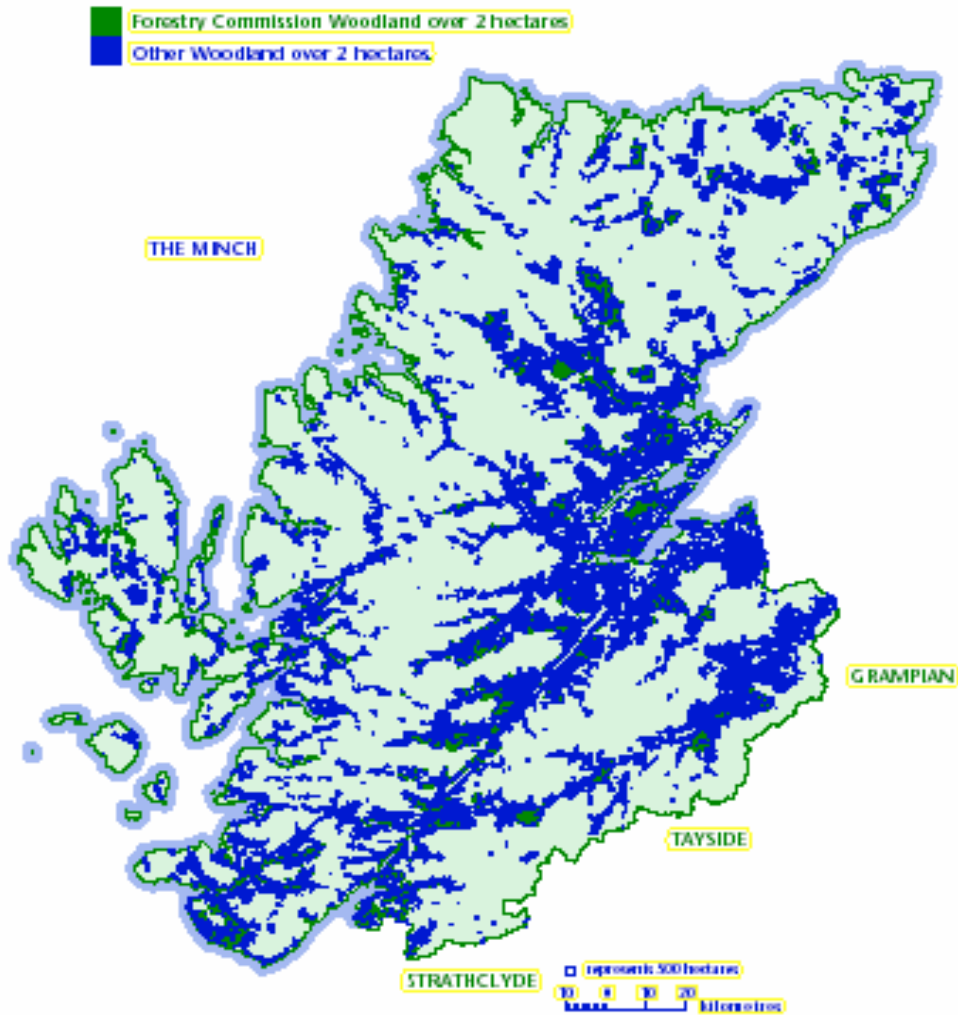 Forestry Commission Woodland over 2 hectares
Other Woodland over 2 hectares
THE MINCH
GRAMPIAN
TAYSIDE
STRATHCLYDE
represents 500 hectares
10 0 10 20
kilometres